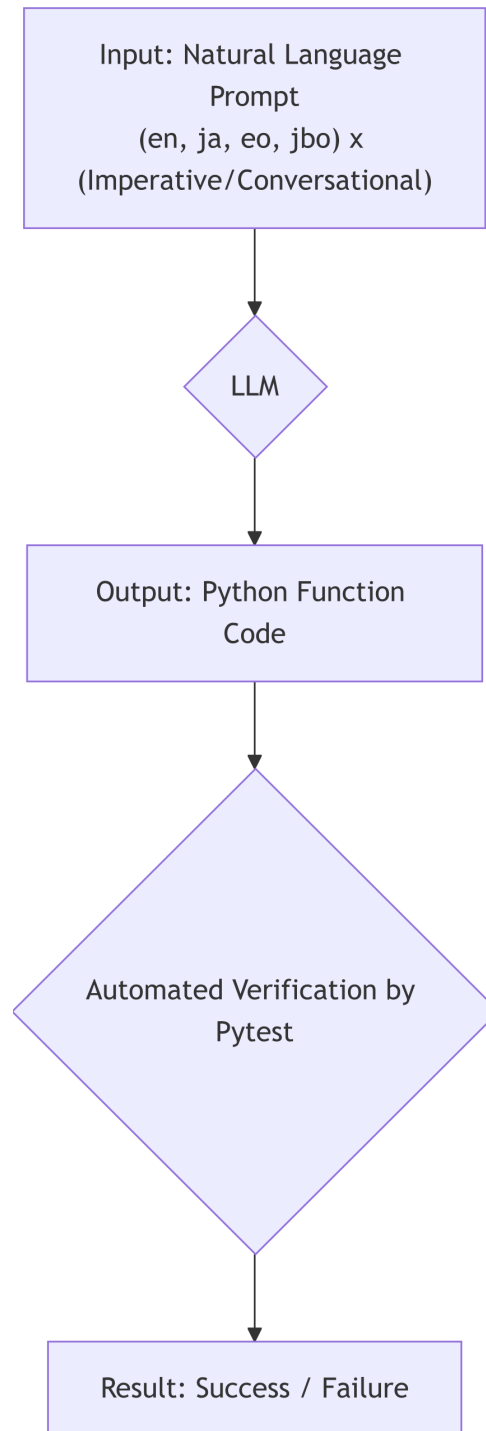 Input: Natural Language
Prompt
(en, ja, eo, jbo) x
(Imperative/Conversational)
LLM
Output: Python Function
Code
Automated Verification by
Pytest
Result: Success / Failure